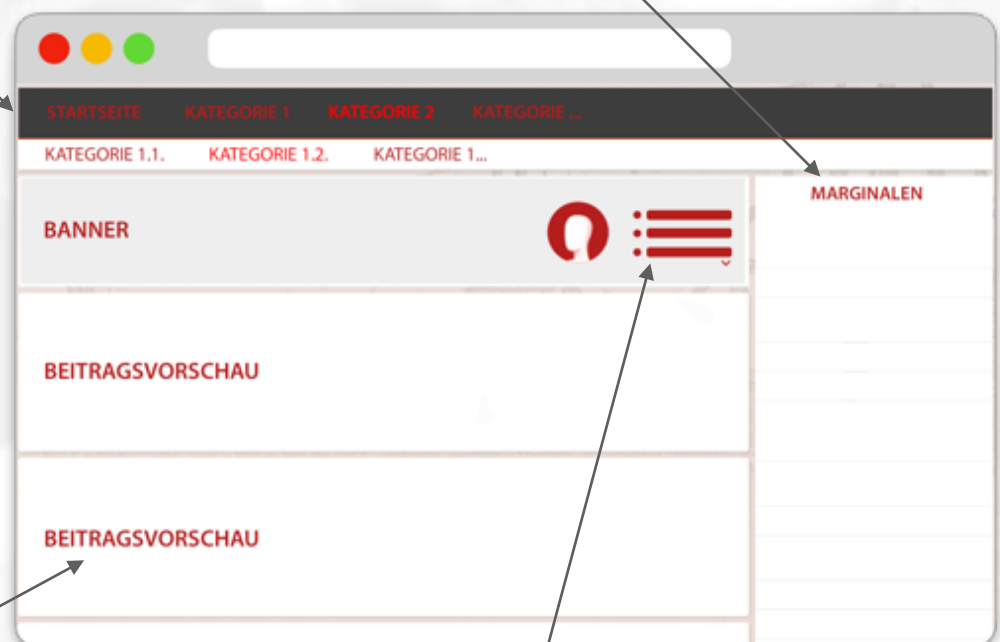 STARTSEITE KATEGORIE 1 KATEGORIE 2 KATEGORIE ...
KATEGORIE 1.1. KATEGORIE 1.2. KATEGORIE 1...
MARGINALEN
BANNER
BEITRAGSVORSCHAU
BEITRAGSVORSCHAU